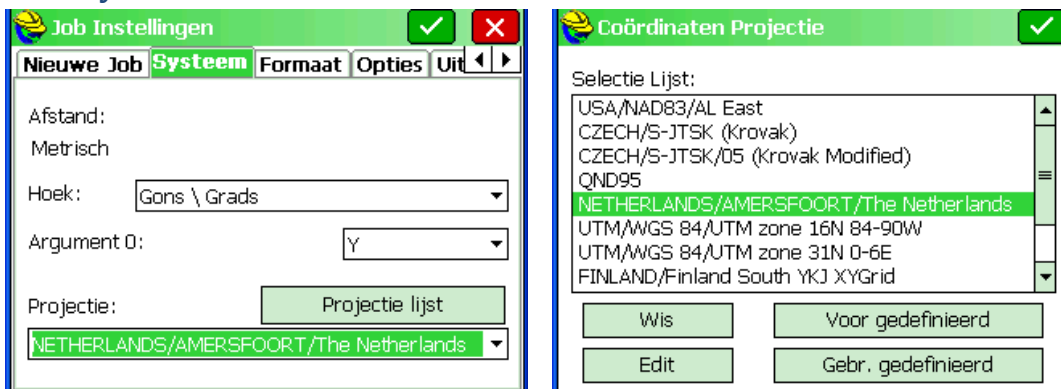 Job Instellingen
Nieuwe Job Systeem Formaat Opties Uit
Afstand:
Metrisch
Hoek: Gons \ Grads
Argument 0: Y
Projectie: Projectie lijst
NETHERLANDS/AMERSFOORT/The Netherlands
Coördinaten Projectie
Selectie Lijst:
USA/NAD83/AL East
CZECH/S-JTSK (Krovak)
CZECH/S-JTSK/05 (Krovak Modified)
QND95
NETHERLANDS/AMERSFOORT/The Netherlands
UTM/WGS 84/UTM zone 16N 84-90W
UTM/WGS 84/UTM zone 31N 0-6E
FINLAND/Finland South YKJ XYGrid
Wis Voor gedefinieerd
Edit Gebr. gedefinieerd